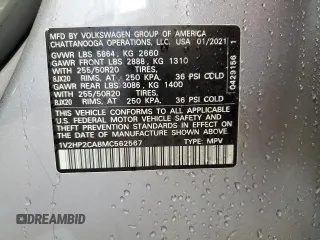 MFD BY VOLKSWAGEN GROUP OF AMERICA
CHATTANOOGA OPERATIONS, LLC. USA 01/2021
GVWR LBS 5864, KG 2660
GAWR FRONT LBS 2888, KG 1310
WITH 255/50R20 TIRES,
8JX20 RIMS, AT 250 KPA, 36 PSI COLD
GAWR REAR LBS 3086, KG 1400
WITH 255/50R20 TIRES,
8JX20 RIMS, AT 250 KPA, 36 PSI COLD
THIS VEHICLE CONFORMS TO ALL APPLICABLE
FEDERAL MOTOR VEHICLE SAFETY STANDARDS
IN EFFECT ON THE DATE OF
MANUFACTURE SHOWN ABOVE
1V2HP2CA8MC562567 TYPE: MPV
0423156 1
DREAMBID